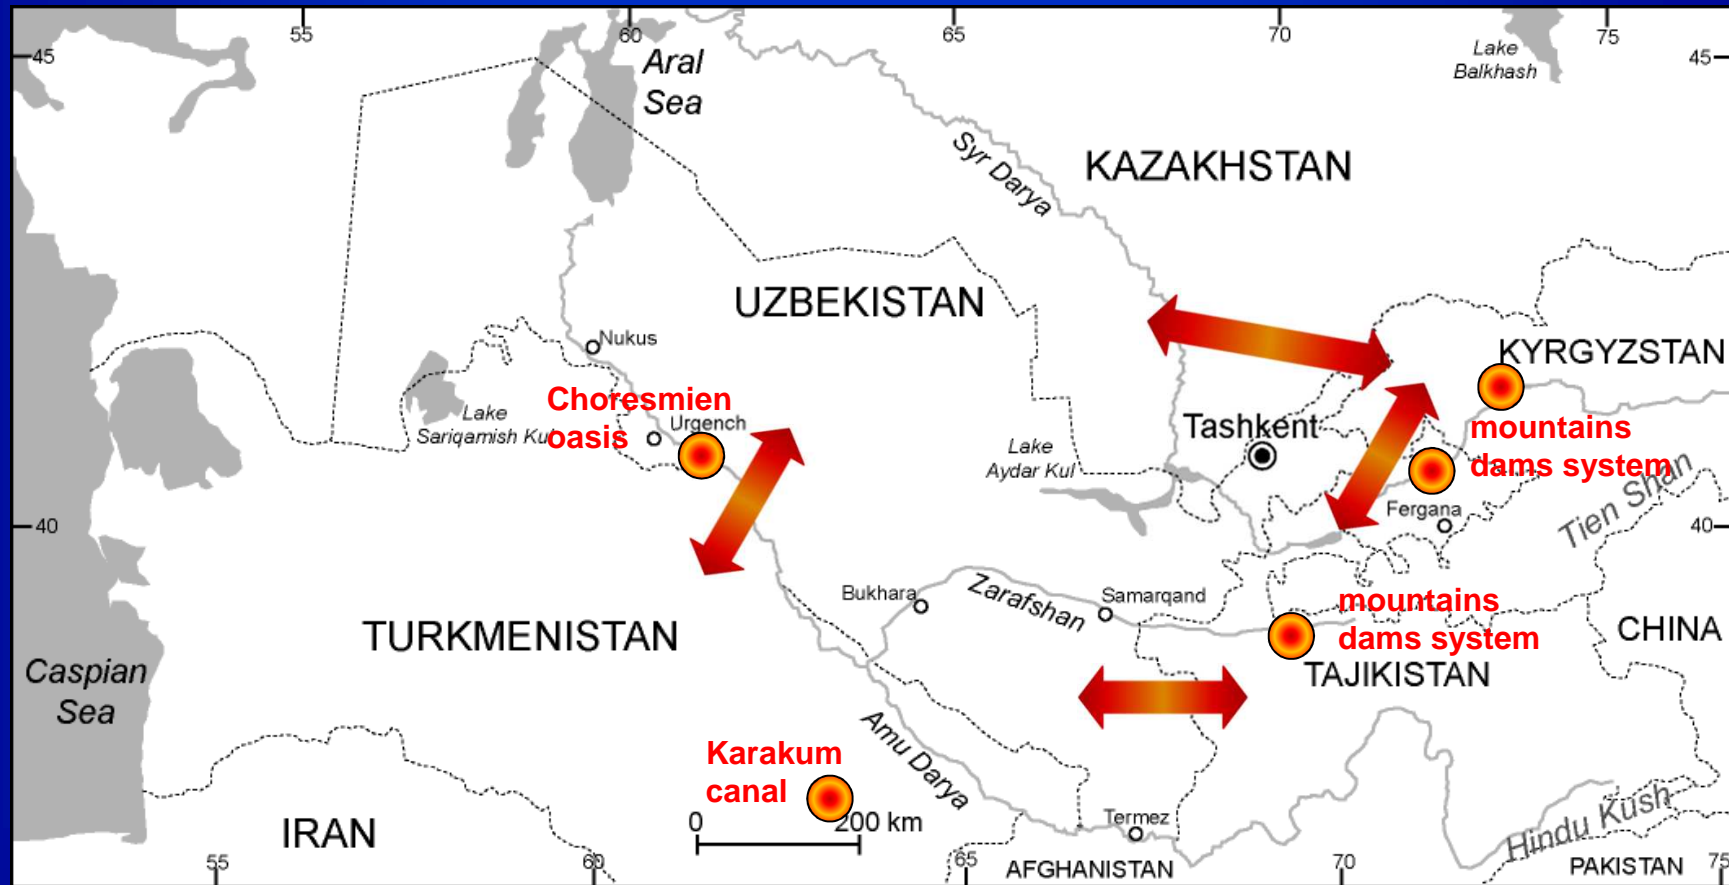 55
60
65
70
75
45
45
Aral
Sea
Lake
Balkhash
Syr Darya
KAZAKHSTAN
UZBEKISTAN
Nukus
KYRGYZSTAN
Choresmien
oasis
Lake
Sariqamish Kul
Urgench
Tashkent
mountains
dams system
Lake
Aydar Kul
Tien Shan
Fergana
40
40
Bukhara
Zarafshan
Samarqand
mountains
dams system
CHINA
TURKMENISTAN
TAJIKISTAN
Caspian
Sea
Karakum
canal
Amu Darya
0
200 km
Termez
Hindu Kush
IRAN
AFGHANISTAN
PAKISTAN
55
60
65
70
75